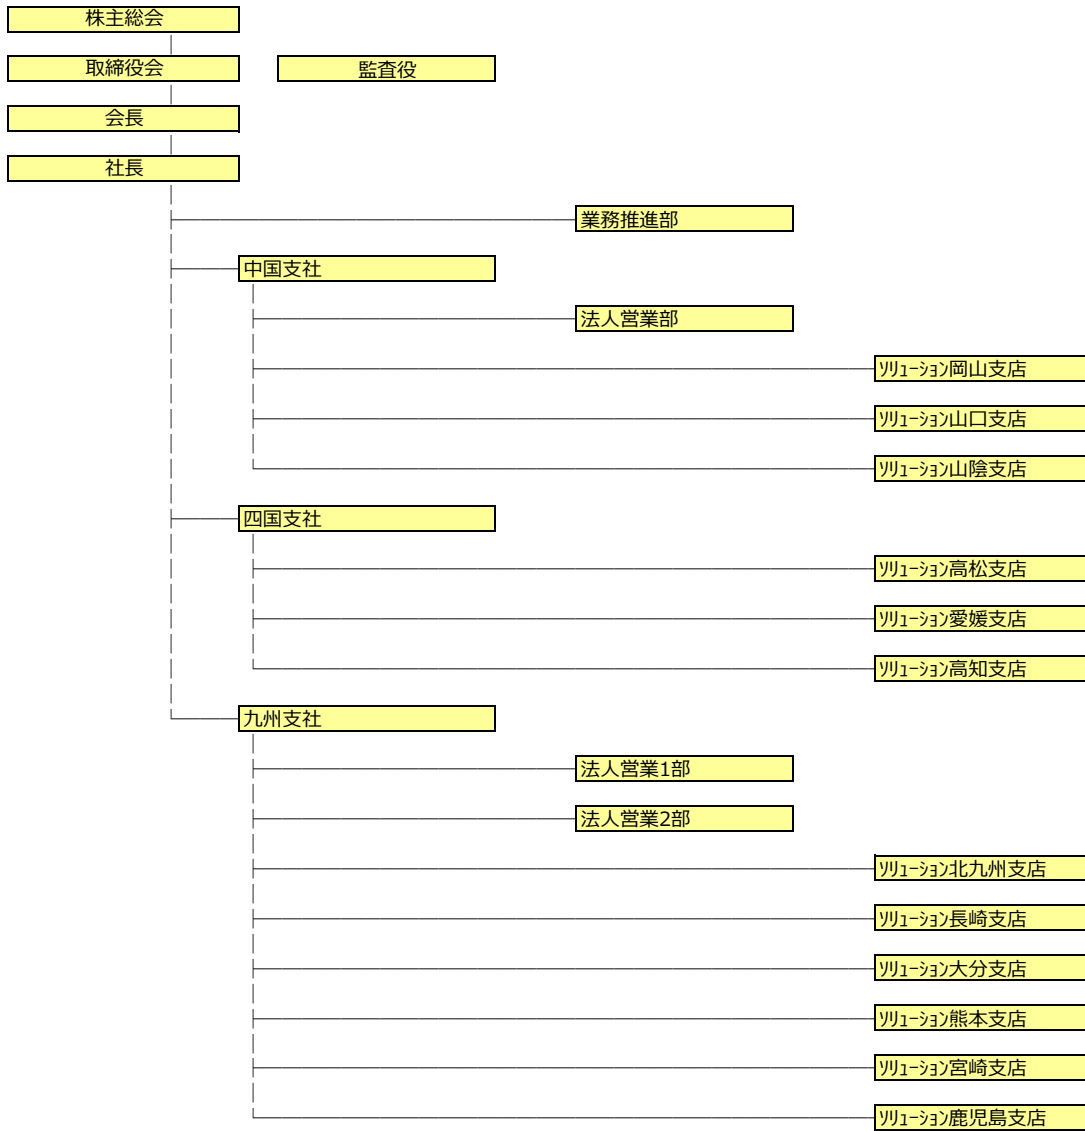 株主総会
取締役会 監査役
会長
社長
業務推進部
中国支社
法人営業部
ｿﾘｭｰｼｮﾝ岡山支店
ｿﾘｭｰｼｮﾝ山口支店
ｿﾘｭｰｼｮﾝ山陰支店
四国支社
ｿﾘｭｰｼｮﾝ高松支店
ｿﾘｭｰｼｮﾝ愛媛支店
ｿﾘｭｰｼｮﾝ高知支店
九州支社
法人営業1部
法人営業2部
ｿﾘｭｰｼｮﾝ北九州支店
ｿﾘｭｰｼｮﾝ長崎支店
ｿﾘｭｰｼｮﾝ大分支店
ｿﾘｭｰｼｮﾝ熊本支店
ｿﾘｭｰｼｮﾝ宮崎支店
ｿﾘｭｰｼｮﾝ鹿児島支店